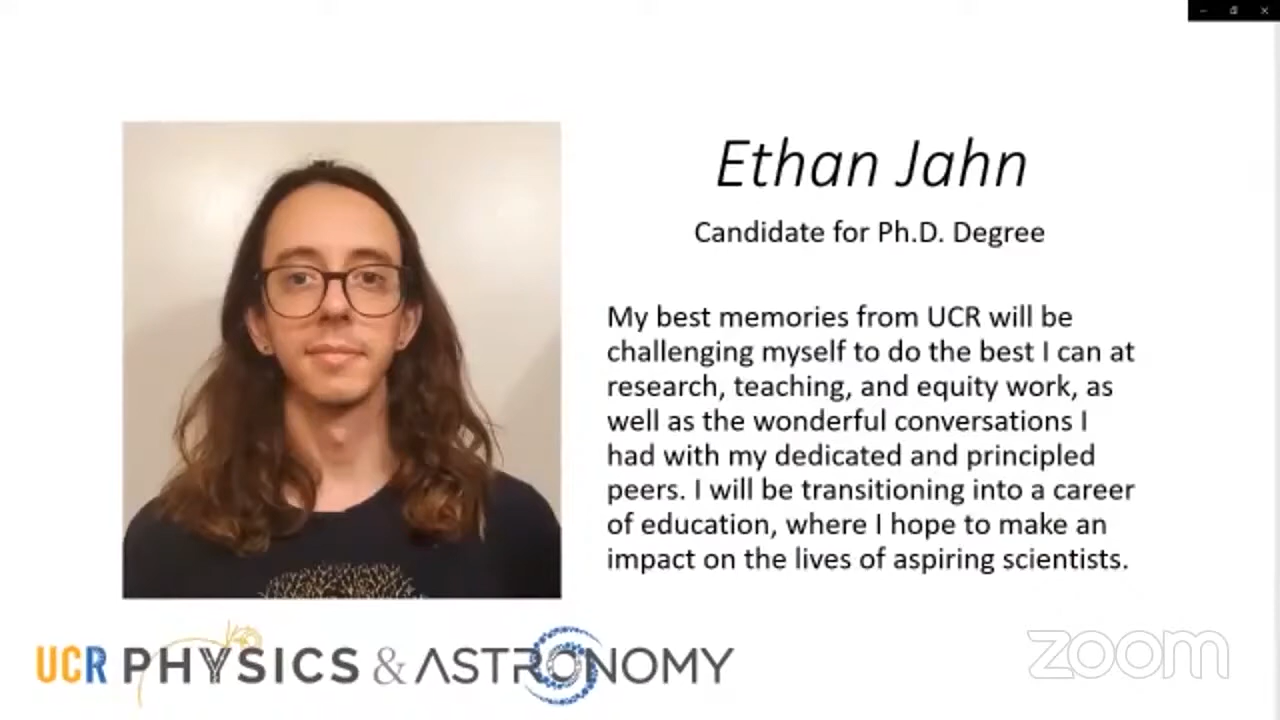 Ethan Jahn
Candidate for Ph.D. Degree
My best memories from UCR will be
challenging myself to do the best I can at
research, teaching, and equity work, as
well as the wonderful conversations I
had with my dedicated and principled
peers. I will be transitioning into a career
of education, where I hope to make an
impact on the lives of aspiring scientists.
UCR PHYSICS & ASTRONOMY
zoom